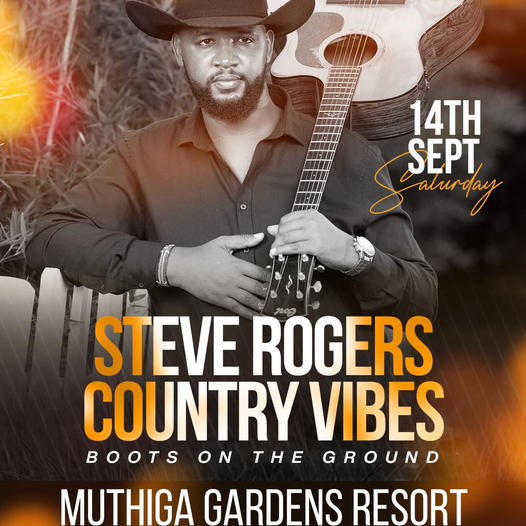 14TH
SEPT
Saturday
STEVE ROGERS
COUNTRY VIBES
BOOTS ON THE GROUND
MUTHIGA GARDENS RESORT